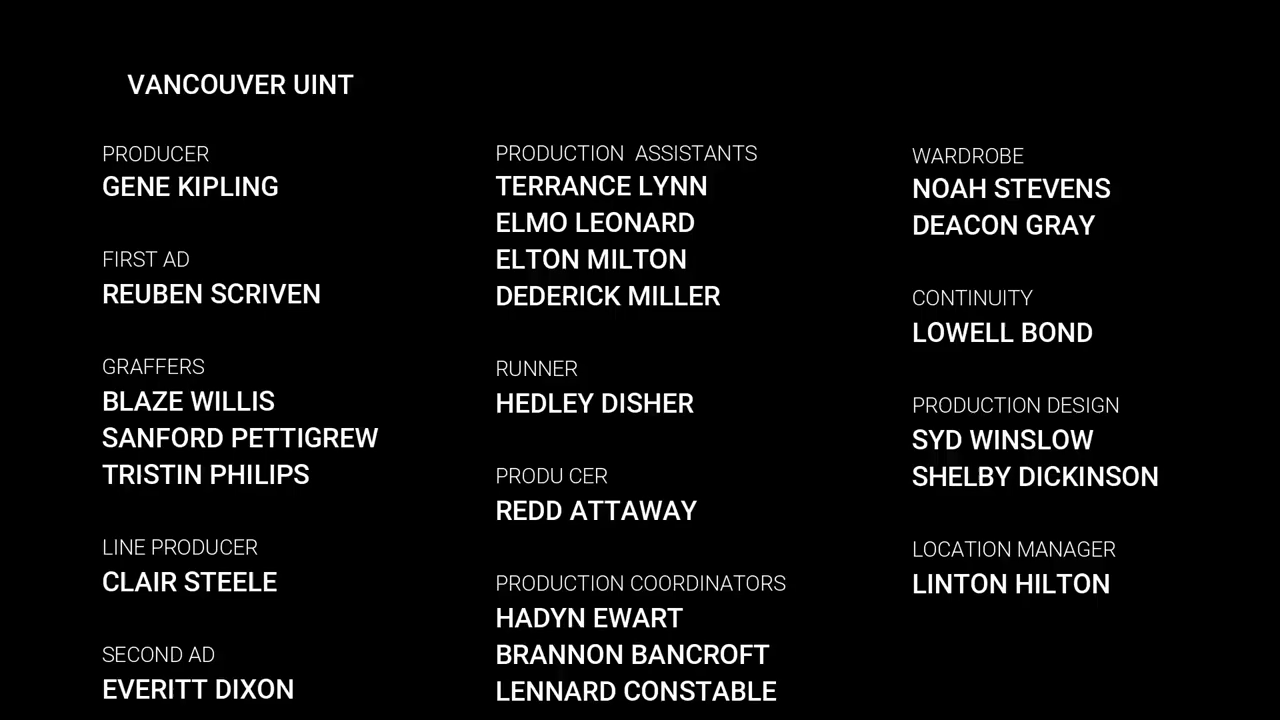 VANCOUVER UINT
PRODUCER
GENE KIPLING
FIRST AD
REUBEN SCRIVEN
GRAFFERS
BLAZE WILLIS
SANFORD PETTIGREW
TRISTIN PHILIPS
LINE PRODUCER
CLAIR STEELE
SECOND AD
EVERITT DIXON
PRODUCTION  ASSISTANTS
TERRANCE LYNN
ELMO LEONARD
ELTON MILTON
DEDERICK MILLER
RUNNER
HEDLEY DISHER
PRODU CER
REDD ATTAWAY
PRODUCTION COORDINATORS
HADYN EWART
BRANNON BANCROFT
LENNARD CONSTABLE
WARDROBE
NOAH STEVENS
DEACON GRAY
CONTINUITY
LOWELL BOND
PRODUCTION DESIGN
SYD WINSLOW
SHELBY DICKINSON
LOCATION MANAGER
LINTON HILTON